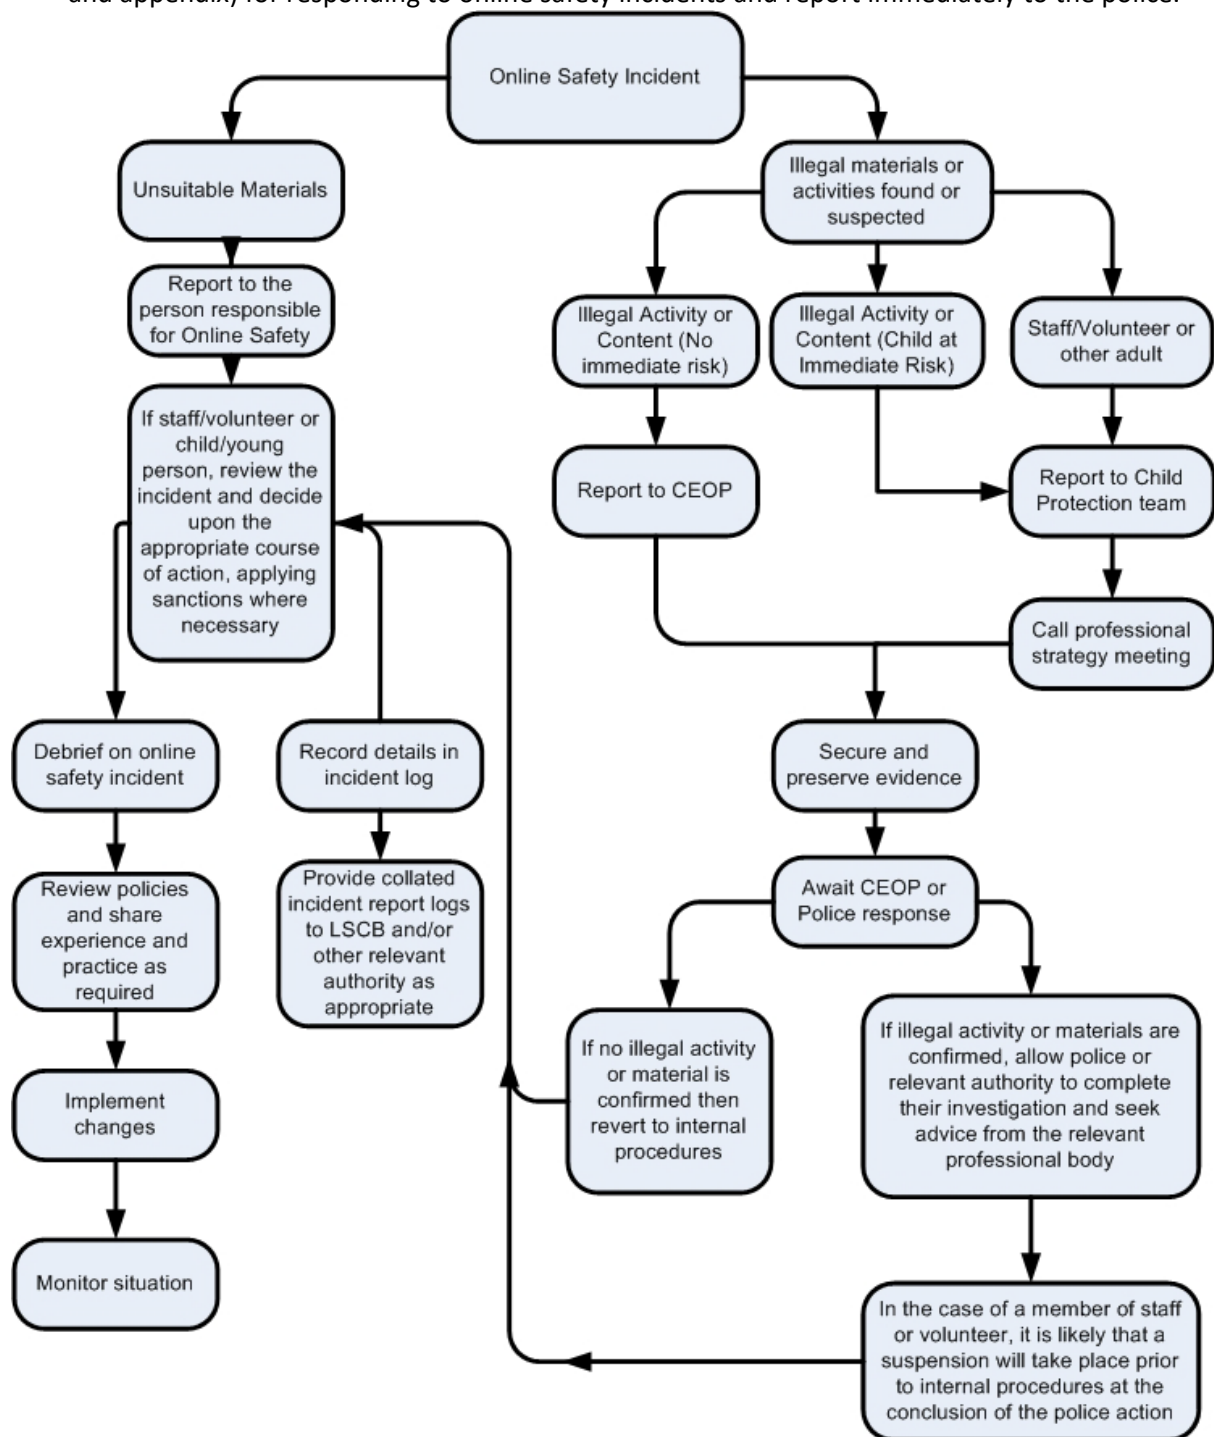 and appendix) for responding to online safety incidents and report immediately to the police.
Online Safety Incident
Unsuitable Materials
Illegal materials or
activities found or
suspected
Report to the
person responsible
for Online Safety
Illegal Activity or
Content (No
immediate risk)
Illegal Activity or
Content (Child at
Immediate Risk)
Staff/Volunteer or
other adult
If staff/volunteer or
child/young
person, review the
incident and decide
upon the
appropriate course
of action, applying
sanctions where
necessary
Report to CEOP
Report to Child
Protection team
Call professional
strategy meeting
Debrief on online
safety incident
Record details in
incident log
Secure and
preserve evidence
Review policies
and share
experience and
practice as
required
Provide collated
incident report logs
to LSCB and/or
other relevant
authority as
appropriate
Await CEOP or
Police response
If no illegal activity
or material is
confirmed then
revert to internal
procedures
If illegal activity or materials are
confirmed, allow police or
relevant authority to complete
their investigation and seek
advice from the relevant
professional body
Implement
changes
Monitor situation
In the case of a member of staff
or volunteer, it is likely that a
suspension will take place prior
to internal procedures at the
conclusion of the police action